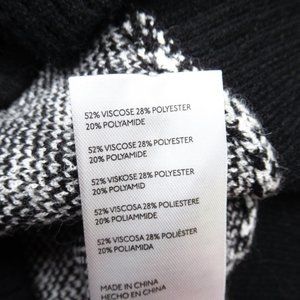 52% VISCOSE 28% POLYESTER
20% POLYAMIDE
52% VISCOSE 28% POLYESTER
20% POLYAMIDE
52% VISKOSE 28% POLYESTER
20% POLYAMID
52% VISCOSA 28% POLIESTERE
20% POLIAMMIDE
52% VISCOSA 28% POLIÉSTER
20% POLIAMIDA
MADE IN CHINA
HECHO EN CHINA